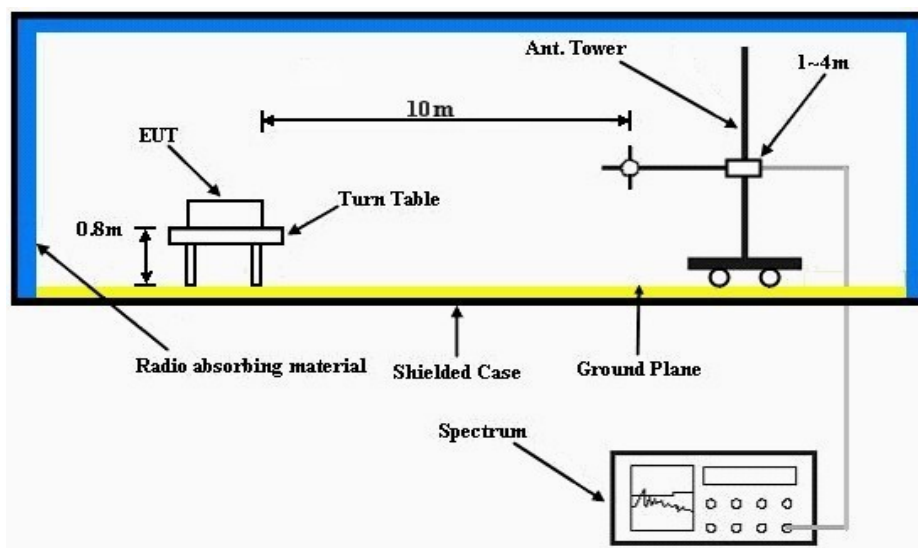 Ant. Tower
1~4m
10m
EUT
Turn Table
0.8m
Radio absorbing material
Shielded Case
Ground Plane
Spectrum